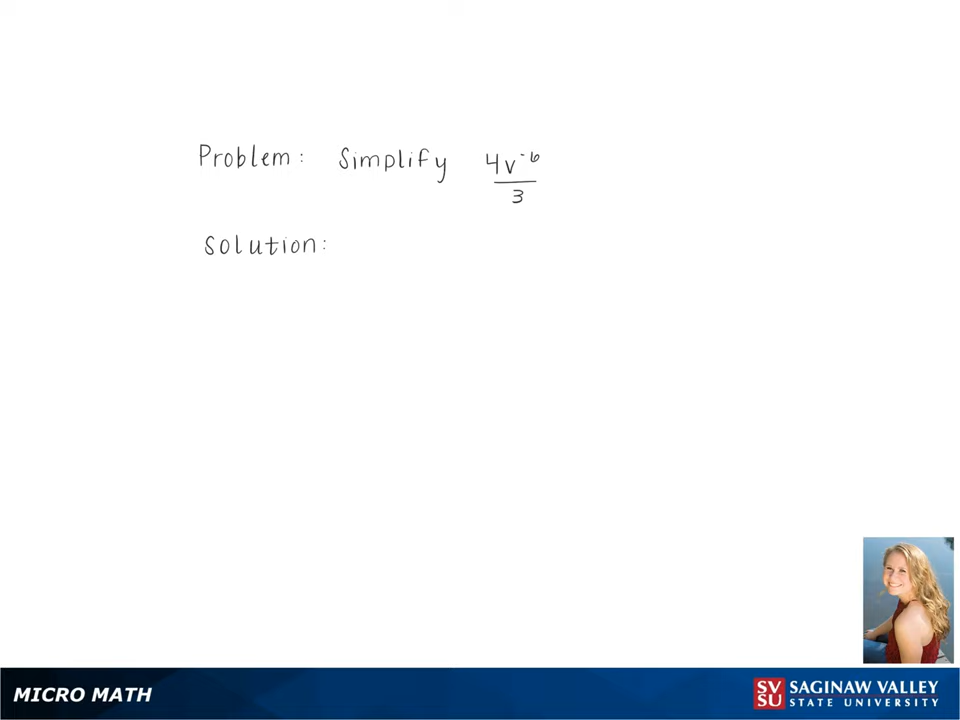 Problem: Simplify 4v⁻⁶
3
Solution:
MICRO MATH
SV SAGINAW VALLEY
SU STATE UNIVERSITY